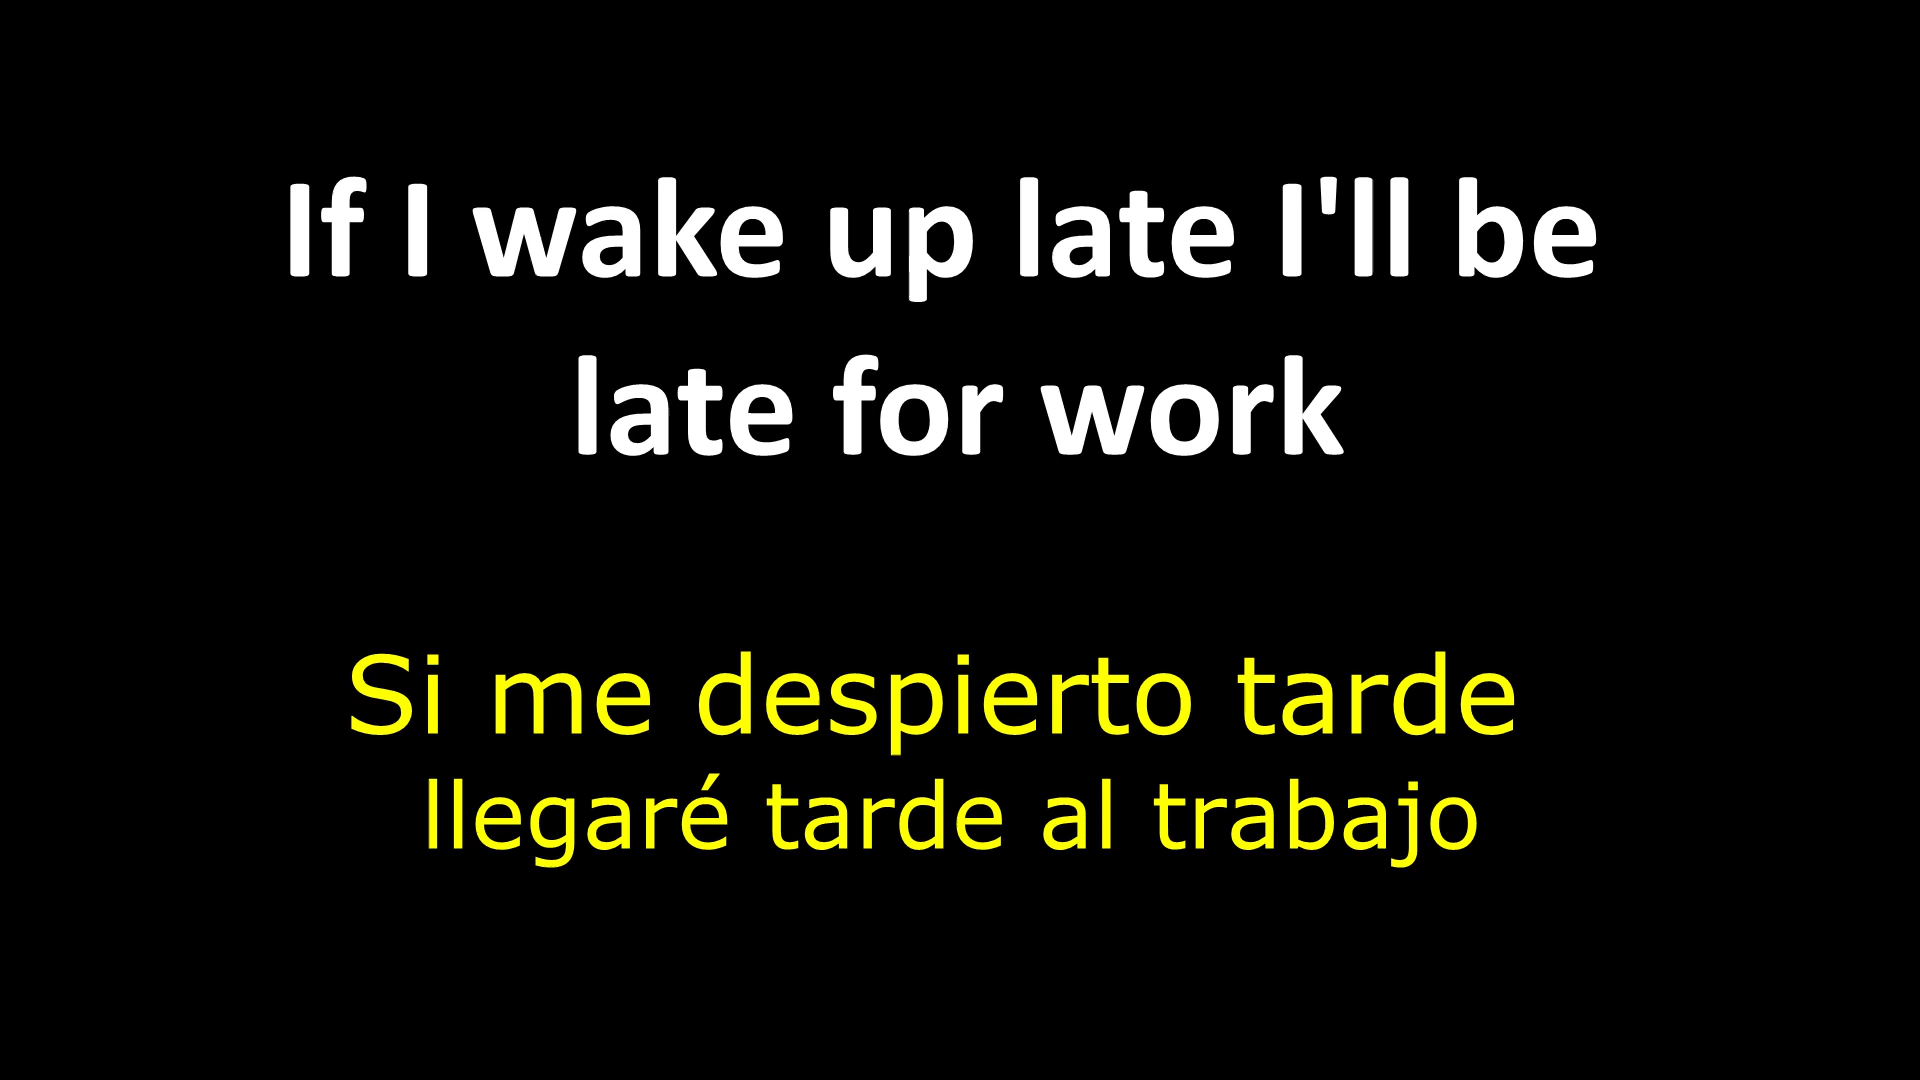 If I wake up late I'll be
late for work
Si me despierto tarde
llegaré tarde al trabajo